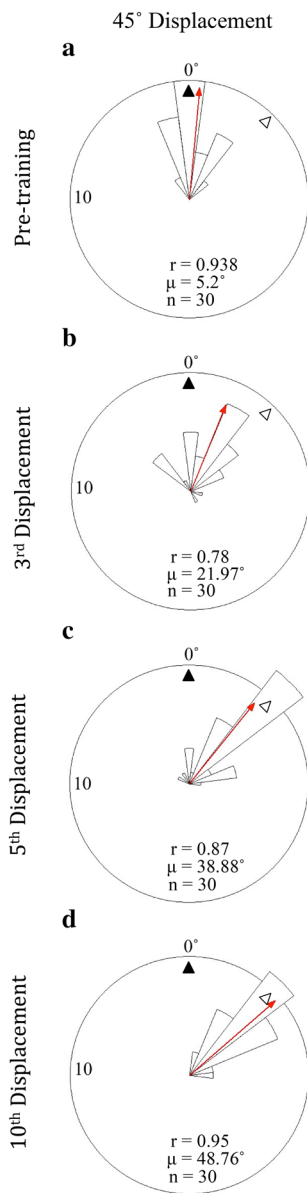 45° Displacement
a
Pre-training
0°
10
r = 0.938
μ = 5.2°
n = 30
b
3rd Displacement
0°
10
r = 0.78
μ = 21.97°
n = 30
c
5th Displacement
0°
10
r = 0.87
μ = 38.88°
n = 30
d
10th Displacement
0°
10
r = 0.95
μ = 48.76°
n = 30